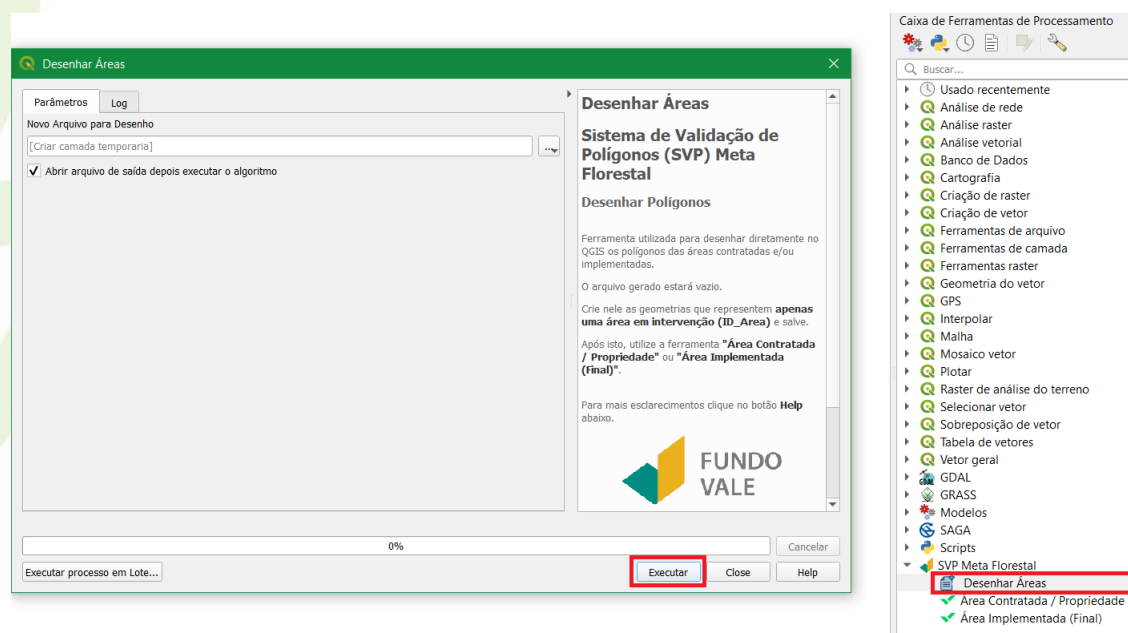 Desenhar Áreas
Parâmetros
Log
Novo Arquivo para Desenho
[Criar camada temporaria]
...
Abrir arquivo de saída depois executar o algoritmo
Desenhar Áreas
Sistema de Validação de
Polígonos (SVP) Meta
Florestal
Desenhar Polígonos
Ferramenta utilizada para desenhar diretamente no
QGIS os polígonos das áreas contratadas e/ou
implementadas.
O arquivo gerado estará vazio.
Crie nele as geometrias que representem apenas
uma área em intervenção (ID_Area) e salve.
Após isto, utilize a ferramenta "Área Contratada
/ Propriedade" ou "Área Implementada
(Final)".
Para mais esclarecimentos clique no botão Help
abaixo.
FUNDO
VALE
0%
Cancelar
Executar processo em Lote...
Executar
Close
Help
Caixa de Ferramentas de Processamento
Buscar...
Usado recentemente
Análise de rede
Análise raster
Análise vetorial
Banco de Dados
Cartografia
Criação de raster
Criação de vetor
Ferramentas de arquivo
Ferramentas de camada
Ferramentas raster
Geometria do vetor
GPS
Interpolar
Malha
Mosaico vetor
Plotar
Raster de análise do terreno
Selecionar vetor
Sobreposição de vetor
Tabela de vetores
Vetor geral
GDAL
GRASS
Modelos
SAGA
Scripts
SVP Meta Florestal
Desenhar Áreas
Área Contratada / Propriedade
Área Implementada (Final)